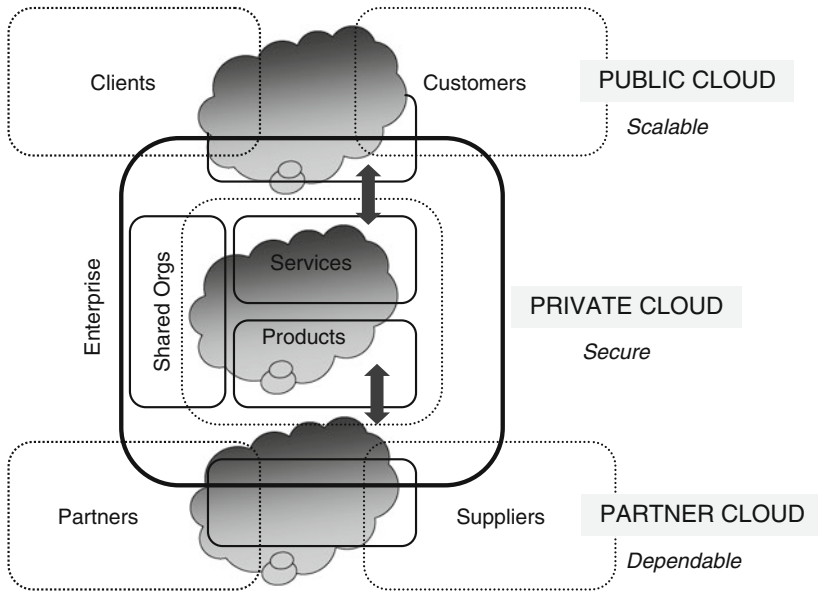 Clients
Customers
PUBLIC CLOUD
Scalable
Enterprise
Shared Orgs
Services
Products
PRIVATE CLOUD
Secure
Partners
Suppliers
PARTNER CLOUD
Dependable